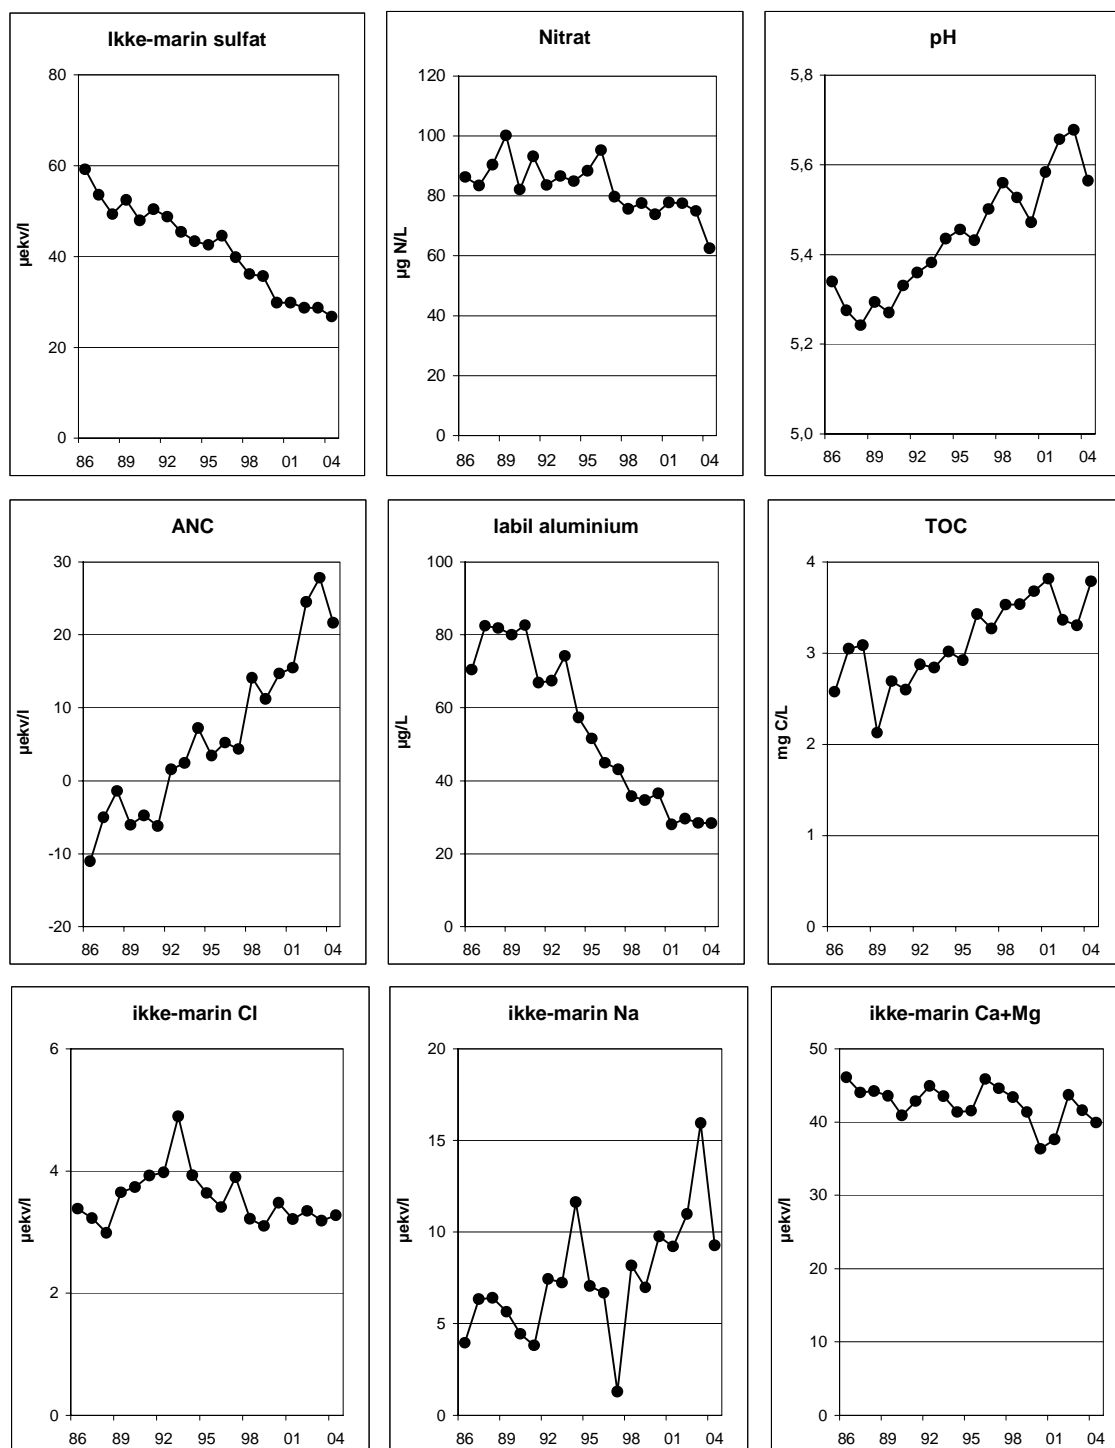 Ikke-marin sulfat
80
60
40
20
0
µekv/l
86 89 92 95 98 01 04
Nitrat
120
100
80
60
40
20
0
µg N/L
86 89 92 95 98 01 04
pH
5,8
5,6
5,4
5,2
5,0
86 89 92 95 98 01 04
ANC
30
20
10
0
-10
-20
µekv/l
86 89 92 95 98 01 04
labil aluminium
100
80
60
40
20
0
µg/L
86 89 92 95 98 01 04
TOC
4
3
2
1
0
mg C/L
86 89 92 95 98 01 04
ikke-marin Cl
6
4
2
0
µekv/l
86 89 92 95 98 01 04
ikke-marin Na
20
15
10
5
0
µekv/l
86 89 92 95 98 01 04
ikke-marin Ca+Mg
50
40
30
20
10
0
µekv/l
86 89 92 95 98 01 04